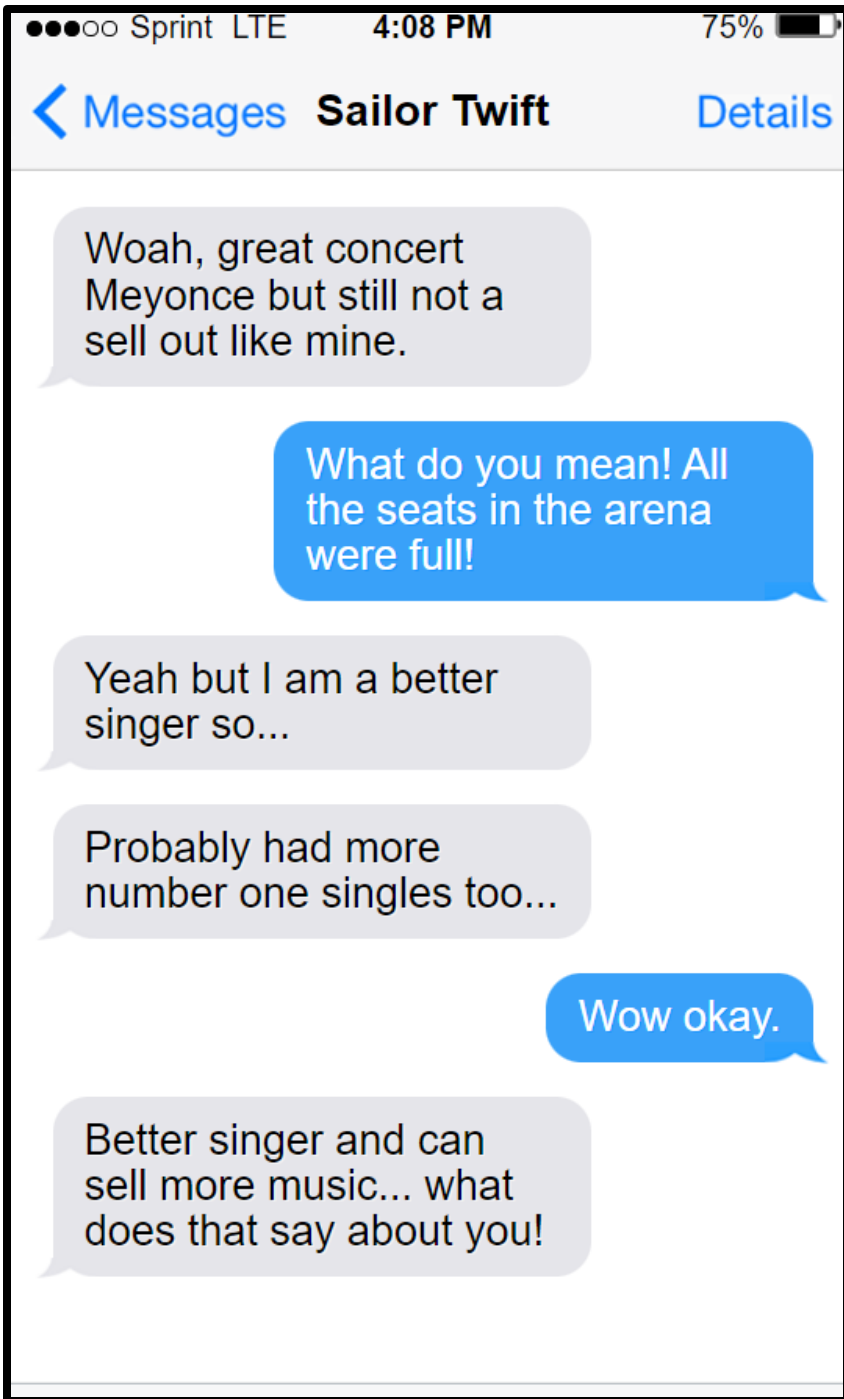 ●●●○○ Sprint LTE 4:08 PM 75%
Messages Sailor Twift Details
Woah, great concert
Meyonce but still not a
sell out like mine.
What do you mean! All
the seats in the arena
were full!
Yeah but I am a better
singer so...
Probably had more
number one singles too...
Wow okay.
Better singer and can
sell more music... what
does that say about you!